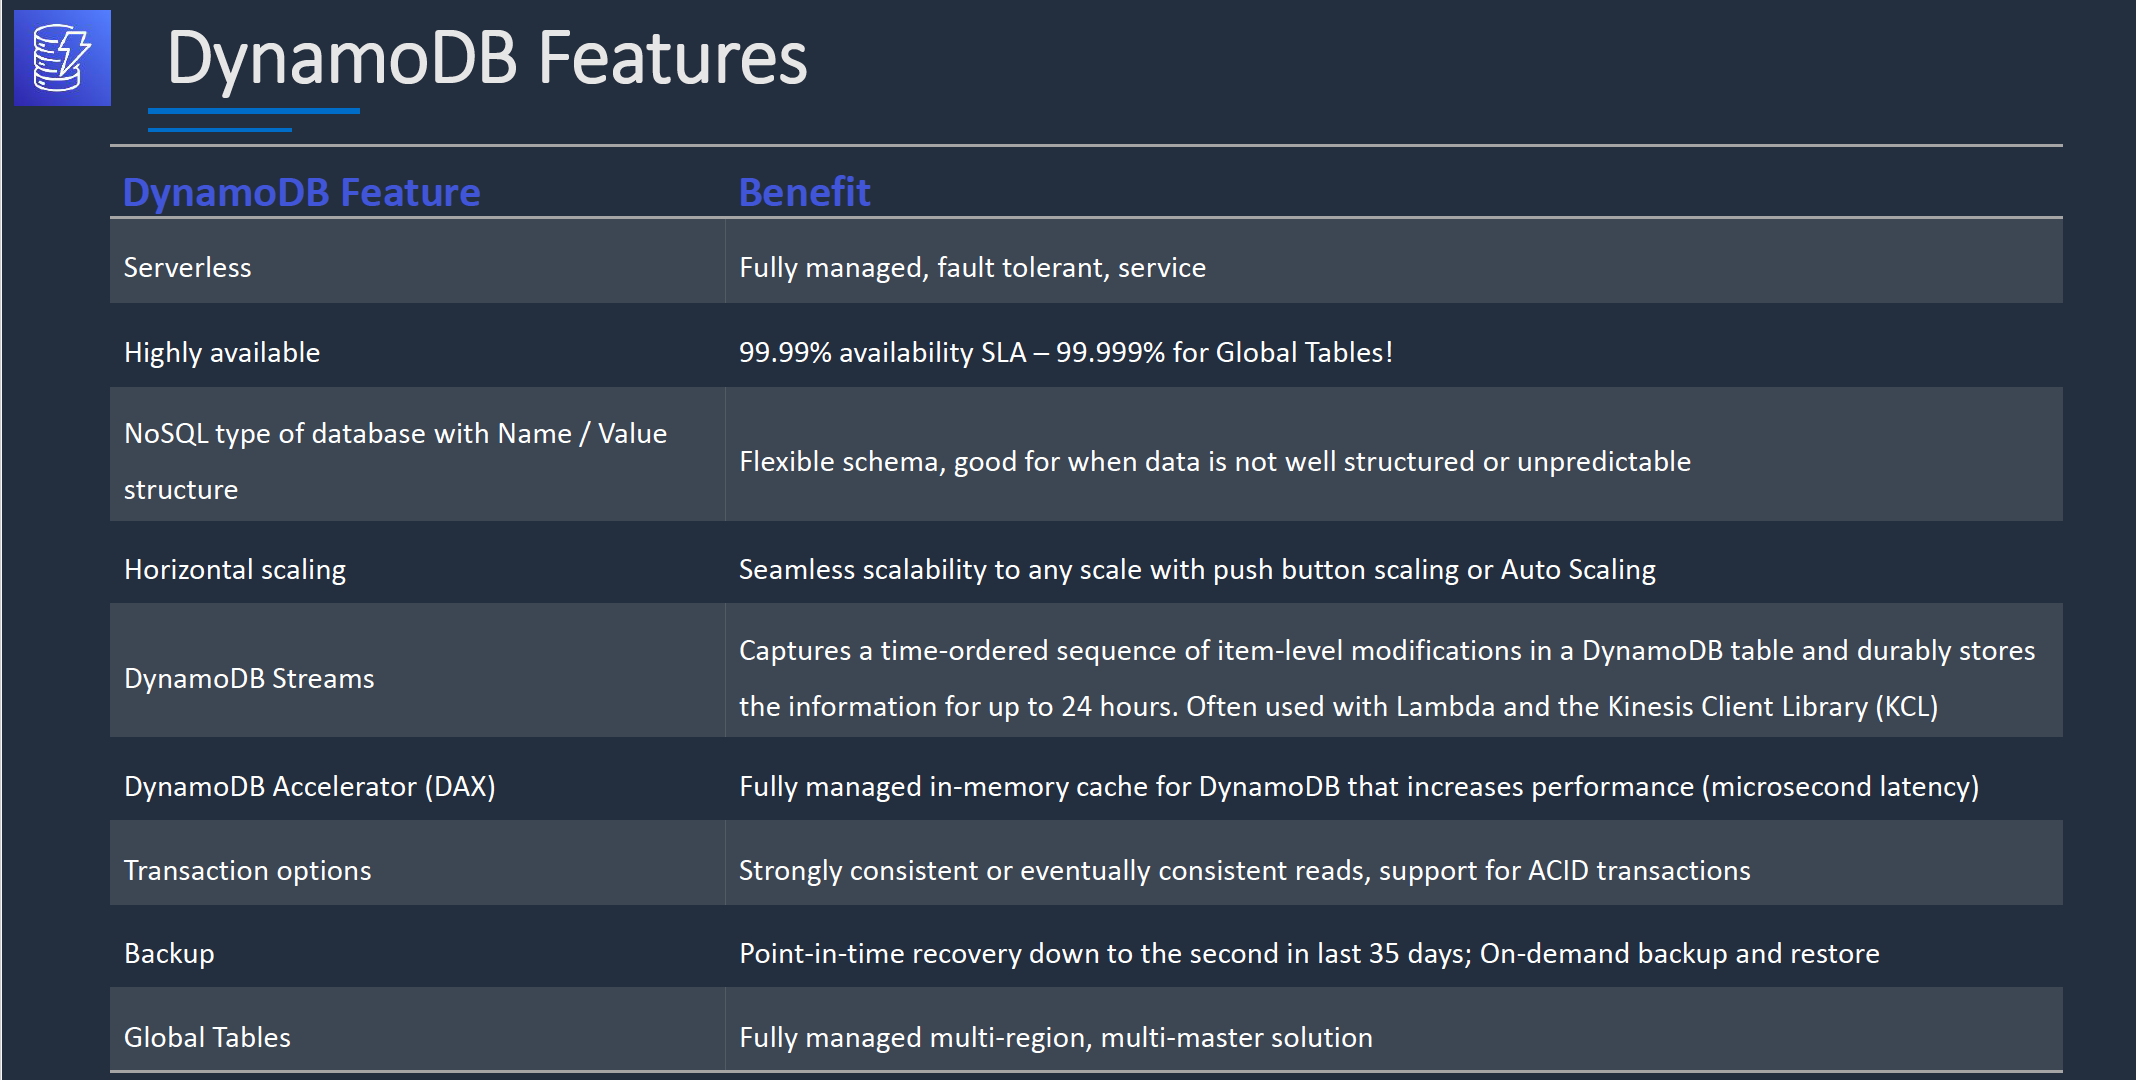 DynamoDB Features
DynamoDB Feature
Benefit
Serverless
Fully managed, fault tolerant, service
Highly available
99.99% availability SLA – 99.999% for Global Tables!
NoSQL type of database with Name / Value
structure
Flexible schema, good for when data is not well structured or unpredictable
Horizontal scaling
Seamless scalability to any scale with push button scaling or Auto Scaling
DynamoDB Streams
Captures a time-ordered sequence of item-level modifications in a DynamoDB table and durably stores
the information for up to 24 hours. Often used with Lambda and the Kinesis Client Library (KCL)
DynamoDB Accelerator (DAX)
Fully managed in-memory cache for DynamoDB that increases performance (microsecond latency)
Transaction options
Strongly consistent or eventually consistent reads, support for ACID transactions
Backup
Point-in-time recovery down to the second in last 35 days; On-demand backup and restore
Global Tables
Fully managed multi-region, multi-master solution